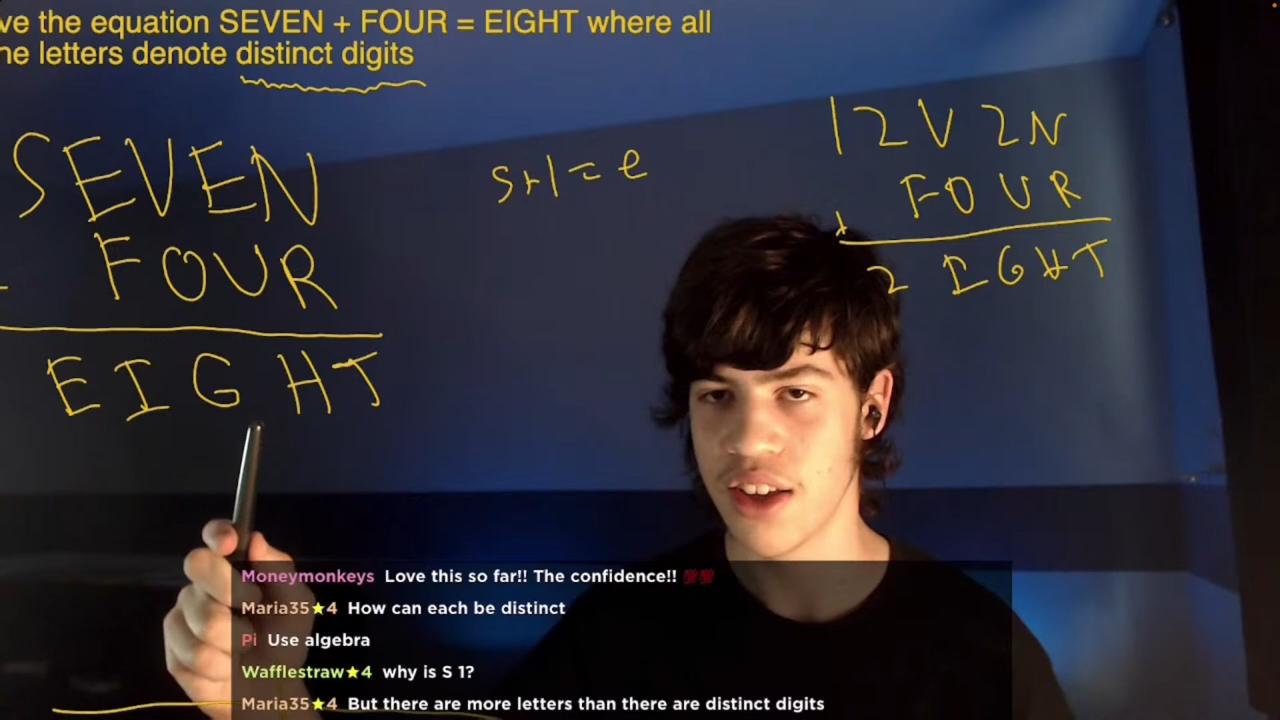 ve the equation SEVEN + FOUR = EIGHT where all
ne letters denote distinct digits
SEVEN
FOUR
EIGHT
S+1=e
12V2N
+ FOUR
2 IGHT
Moneymonkeys Love this so far!! The confidence!! 💯💯
Maria35⭐4 How can each be distinct
Pi Use algebra
Wafflestraw⭐4 why is S 1?
Maria35⭐4 But there are more letters than there are distinct digits